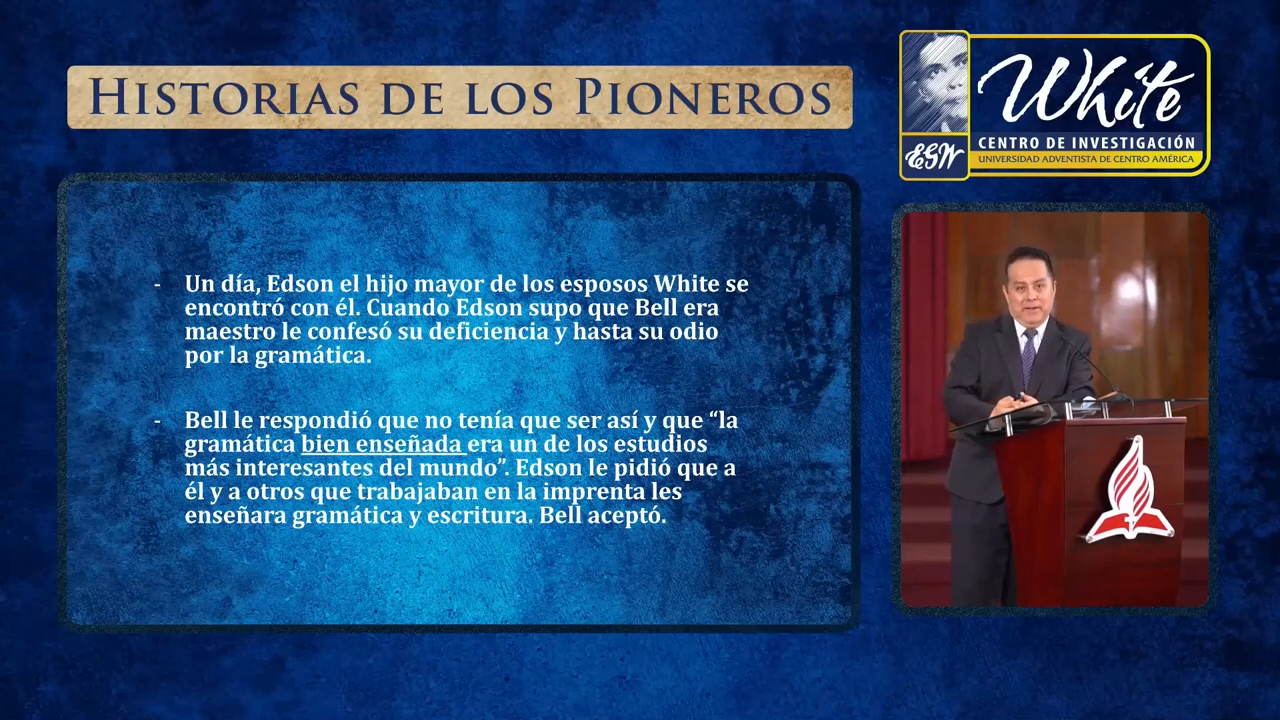 HISTORIAS DE LOS PIONEROS
White
CENTRO DE INVESTIGACIÓN
EGW
UNIVERSIDAD ADVENTISTA DE CENTRO AMÉRICA
- Un día, Edson el hijo mayor de los esposos White se
encontró con él. Cuando Edson supo que Bell era
maestro le confesó su deficiencia y hasta su odio
por la gramática.
- Bell le respondió que no tenía que ser así y que “la
gramática bien enseñada era un de los estudios
más interesantes del mundo”. Edson le pidió que a
él y a otros que trabajaban en la imprenta les
enseñara gramática y escritura. Bell aceptó.